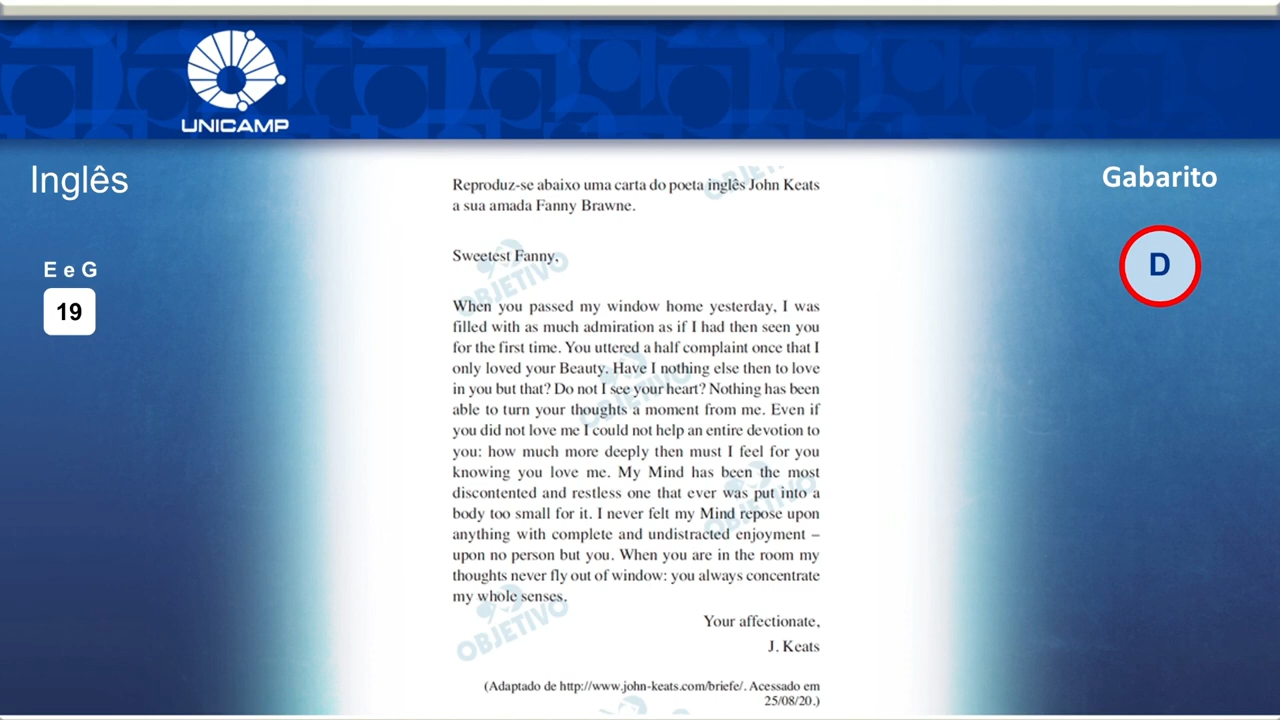 UNICAMP
Inglês
Gabarito
E e G
19
D
Reproduz-se abaixo uma carta do poeta inglês John Keats
a sua amada Fanny Brawne.
Sweetest Fanny,
When you passed my window home yesterday, I was
filled with as much admiration as if I had then seen you
for the first time. You uttered a half complaint once that I
only loved your Beauty. Have I nothing else then to love
in you but that? Do not I see your heart? Nothing has been
able to turn your thoughts a moment from me. Even if
you did not love me I could not help an entire devotion to
you: how much more deeply then must I feel for you
knowing you love me. My Mind has been the most
discontented and restless one that ever was put into a
body too small for it. I never felt my Mind repose upon
anything with complete and undistracted enjoyment –
upon no person but you. When you are in the room my
thoughts never fly out of window: you always concentrate
my whole senses.
Your affectionate,
J. Keats
(Adaptado de http://www.john-keats.com/briefe/. Acessado em
25/08/20.)
OBJETIVO
OBJETIVO
OBJETIVO
OBJETIVO
OBJETIVO